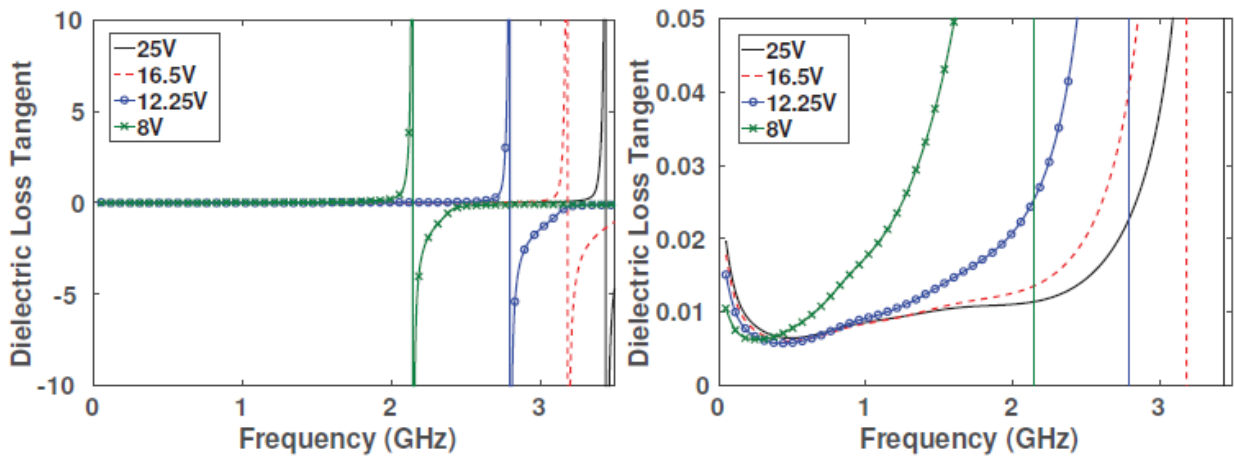 Dielectric Loss Tangent
10
5
0
-5
-10
25V
16.5V
12.25V
8V
0
1
2
3
Frequency (GHz)
Dielectric Loss Tangent
0.05
0.04
0.03
0.02
0.01
0
25V
16.5V
12.25V
8V
0
1
2
3
Frequency (GHz)